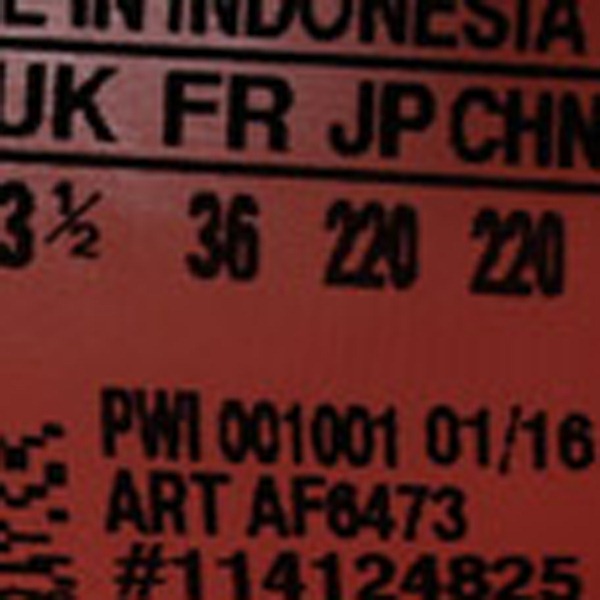 E IN INDONESIA
UK FR JP CHN
3½ 36 220 220
PWI 001001 01/16
ART AF6473
#114124825